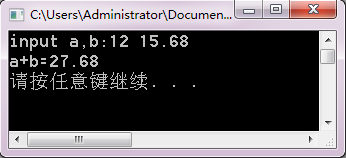 C:\Users\Administrator\Documen...
input a,b:12 15.68
a+b=27.68
请按任意键继续. . .